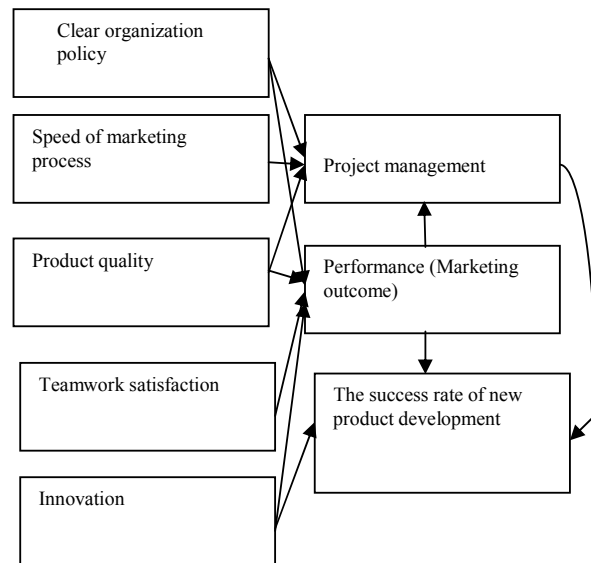 Clear organization
policy
Speed of marketing
process
Project management
Product quality
Performance (Marketing
outcome)
Teamwork satisfaction
The success rate of new
product development
Innovation